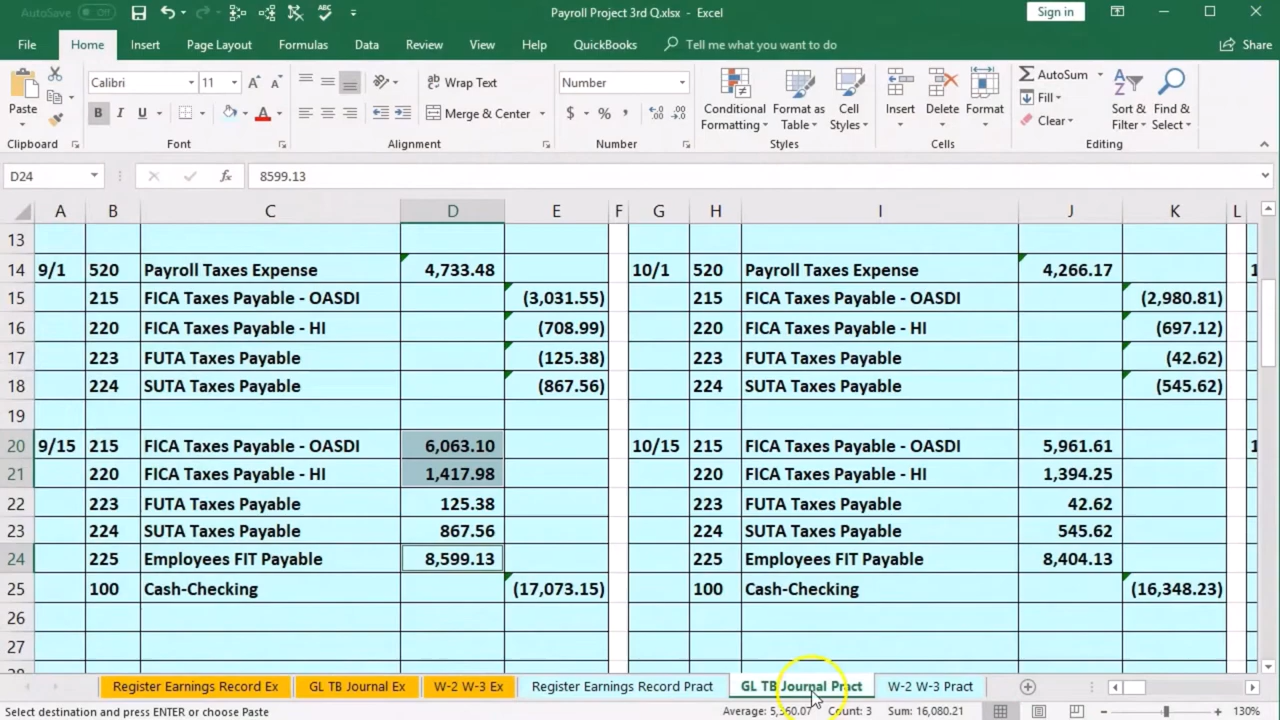 AutoSave Off Payroll Project 3rd Q.xlsx - Excel Sign in
File Home Insert Page Layout Formulas Data Review View Help QuickBooks Tell me what you want to do Share
Calibri 11 Wrap Text Number AutoSum
Paste Conditional Formatting Format as Table Cell Styles Insert Delete Format Fill Sort & Filter Find & Select
B I U Merge & Center $ % , Clear
Clipboard Font Alignment Number Styles Cells Editing
D24 fx 8599.13
A B C D E F G H I J K L
13
14 9/1 520 Payroll Taxes Expense 4,733.48 10/1 520 Payroll Taxes Expense 4,266.17 1
15 215 FICA Taxes Payable - OASDI (3,031.55) 215 FICA Taxes Payable - OASDI (2,980.81)
16 220 FICA Taxes Payable - HI (708.99) 220 FICA Taxes Payable - HI (697.12)
17 223 FUTA Taxes Payable (125.38) 223 FUTA Taxes Payable (42.62)
18 224 SUTA Taxes Payable (867.56) 224 SUTA Taxes Payable (545.62)
19
20 9/15 215 FICA Taxes Payable - OASDI 6,063.10 10/15 215 FICA Taxes Payable - OASDI 5,961.61 1
21 220 FICA Taxes Payable - HI 1,417.98 220 FICA Taxes Payable - HI 1,394.25
22 223 FUTA Taxes Payable 125.38 223 FUTA Taxes Payable 42.62
23 224 SUTA Taxes Payable 867.56 224 SUTA Taxes Payable 545.62
24 225 Employees FIT Payable 8,599.13 225 Employees FIT Payable 8,404.13
25 100 Cash-Checking (17,073.15) 100 Cash-Checking (16,348.23)
26
27
Register Earnings Record Ex GL TB Journal Ex W-2 W-3 Ex Register Earnings Record Pract GL TB Journal Pract W-2 W-3 Pract
Select destination and press ENTER or choose Paste Average: 5,360.07 Count: 3 Sum: 16,080.21 130%